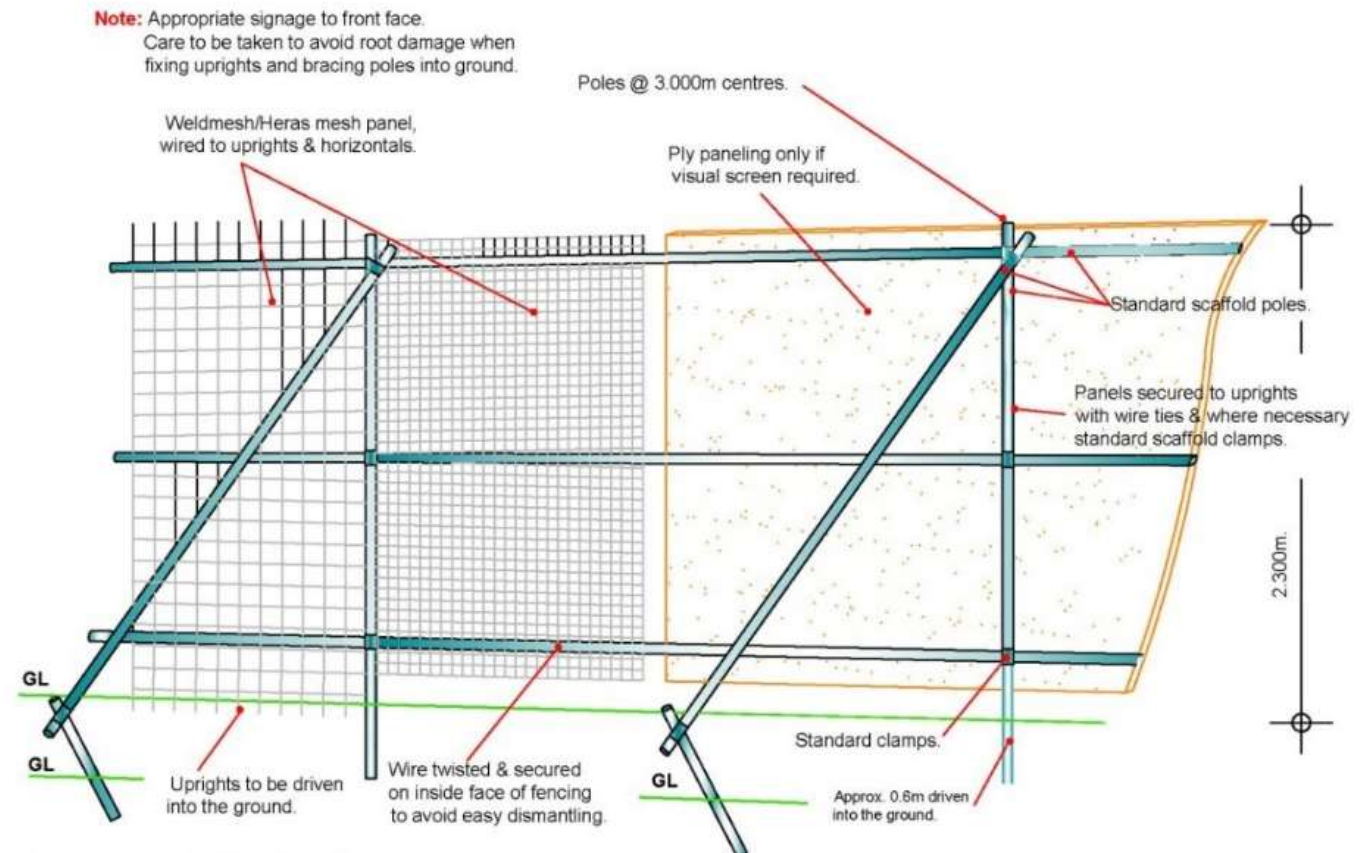 Note: Appropriate signage to front face.
Care to be taken to avoid root damage when
fixing uprights and bracing poles into ground.
Poles @ 3.000m centres.
Weldmesh/Heras mesh panel,
wired to uprights & horizontals.
Ply paneling only if
visual screen required.
Standard scaffold poles.
Panels secured to uprights
with wire ties & where necessary
standard scaffold clamps.
2.300m.
GL
GL
Uprights to be driven
into the ground.
Wire twisted & secured
on inside face of fencing
to avoid easy dismantling.
Standard clamps.
GL
Approx. 0.6m driven
into the ground.